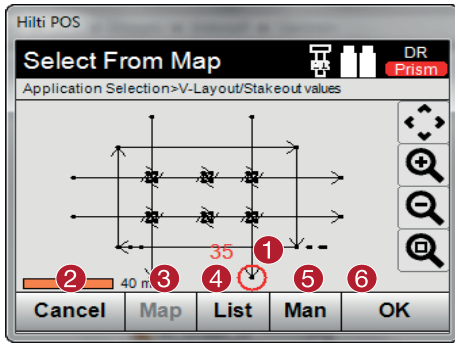 Hilti POS
Select From Map
DR
Prism
Application Selection>V-Layout/Stakeout values
35
1
2
40 m
3
4
5
6
Cancel
Map
List
Man
OK